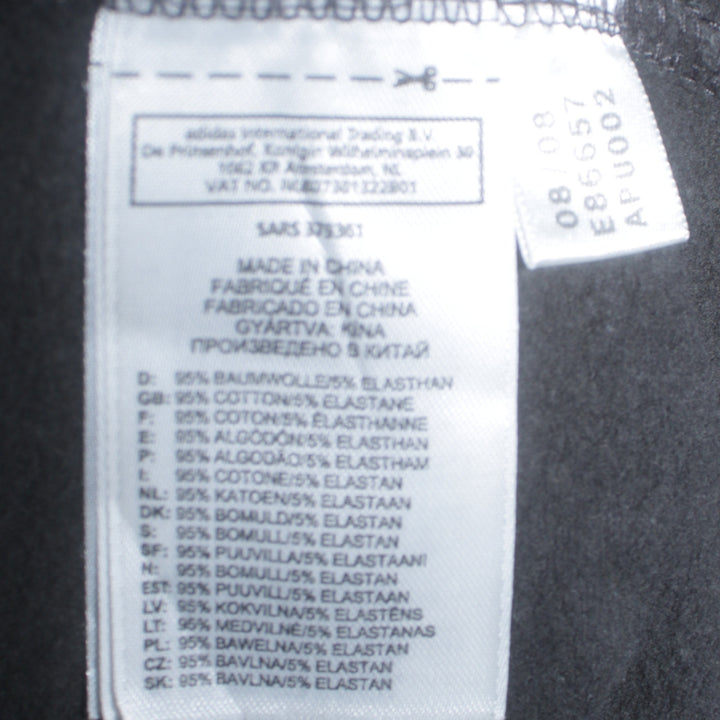 adidas International Trading B.V.
De Prinsenhof, Koningin Wilhelminaplein 30
1062 KR Amsterdam, NL
VAT NO. 
SARS 379361
MADE IN CHINA
FABRIQUÉ EN CHINE
FABRICADO EN CHINA
GYÁRTVA: KÍNA
ПРОИЗВЕДЕНО В КИТАЙ
D: 95% BAUMWOLLE/5% ELASTHAN
GB: 95% COTTON/5% ELASTANE
F: 95% COTON/5% ÉLASTHANNE
E: 95% ALGODÓN/5% ELASTHAN
P: 95% ALGODÃO/5% ELASTHAM
I: 95% COTONE/5% ELASTAN
NL: 95% KATOEN/5% ELASTAAN
DK: 95% BOMULD/5% ELASTAN
S: 95% BOMULL/5% ELASTAN
SF: 95% PUUVILLA/5% ELASTAANI
N: 95% BOMULL/5% ELASTAN
EST: 95% PUUVILL/5% ELASTAAN
LV: 95% KOKVILNA/5% ELASTĒNS
LT: 95% MEDVILNĖ/5% ELASTANAS
PL: 95% BAWEŁNA/5% ELASTAN
CZ: 95% BAVLNA/5% ELASTAN
SK: 95% BAVLNA/5% ELASTAN
08/08
E86657
APU002